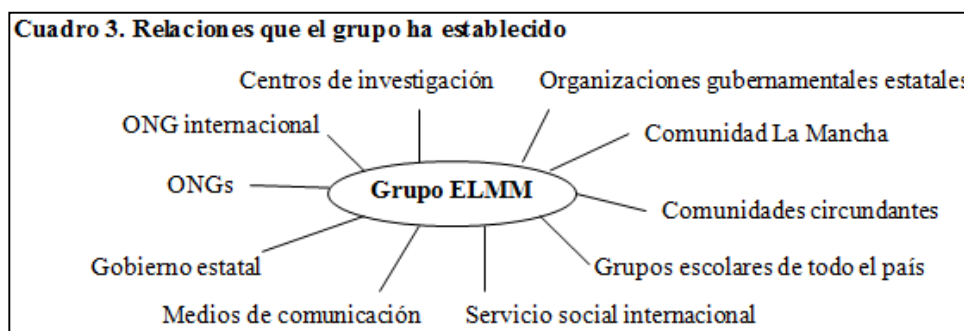 Cuadro 3. Relaciones que el grupo ha establecido
Centros de investigación
Organizaciones gubernamentales estatales
ONG internacional
Comunidad La Mancha
ONGs
Grupo ELMM
Comunidades circundantes
Gobierno estatal
Grupos escolares de todo el país
Medios de comunicación
Servicio social internacional